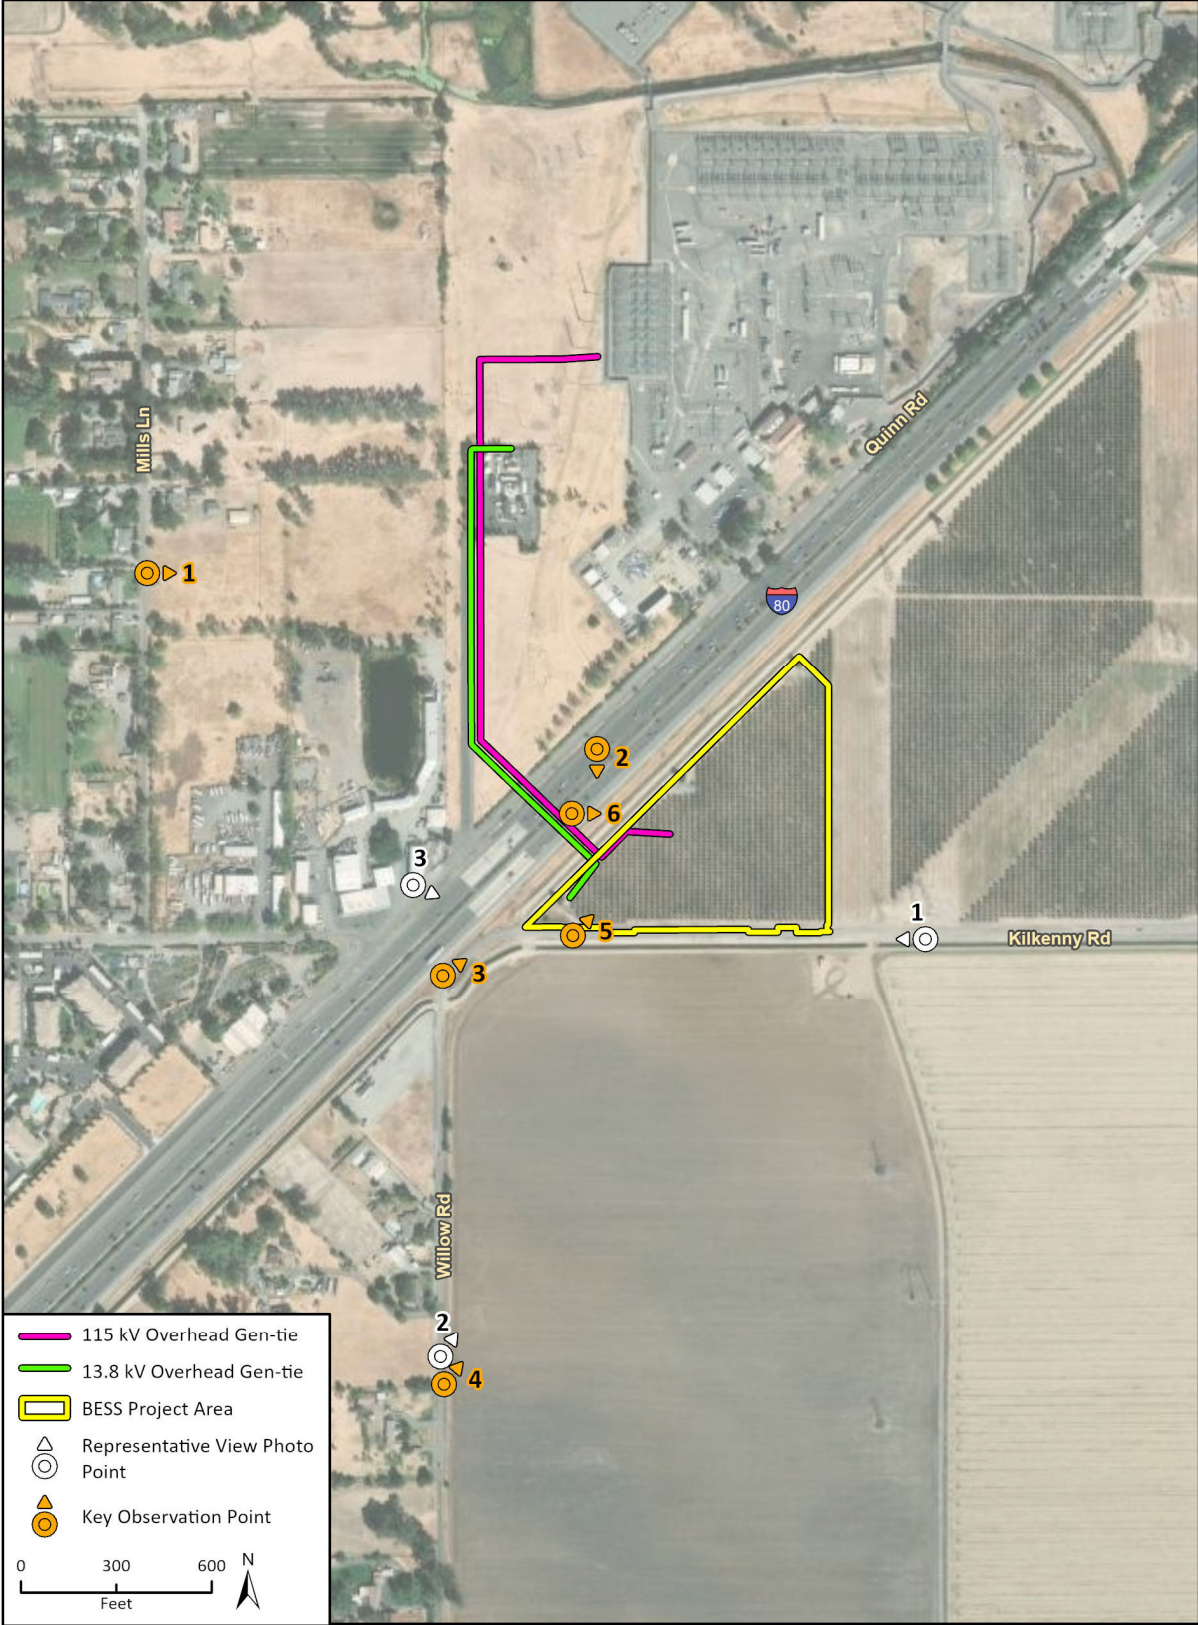 Mills Ln
Quinn Rd
1
80
2
6
3
1
5
Kilkenny Rd
3
Willow Rd
2
4
115 kV Overhead Gen-tie
13.8 kV Overhead Gen-tie
BESS Project Area
Representative View Photo
Point
Key Observation Point
0 300 600 N
Feet